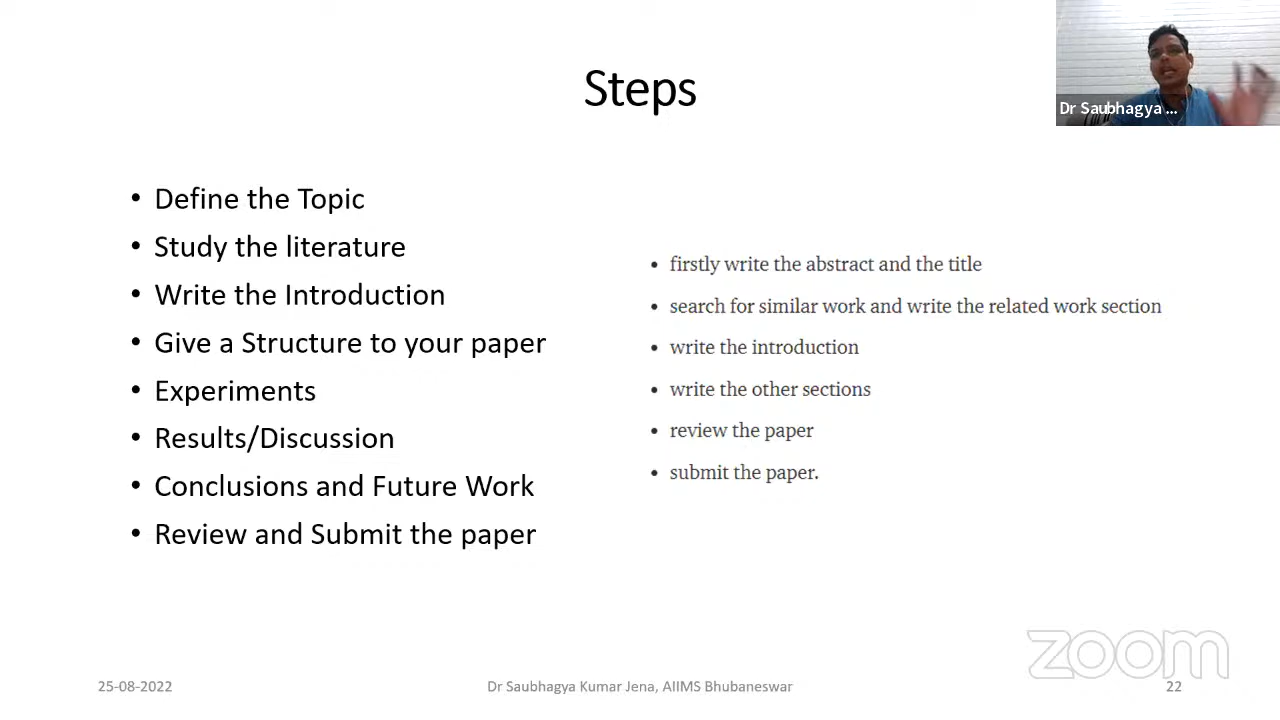 Steps
Dr Saubhagya ...
• Define the Topic
• Study the literature
• Write the Introduction
• Give a Structure to your paper
• Experiments
• Results/Discussion
• Conclusions and Future Work
• Review and Submit the paper
• firstly write the abstract and the title
• search for similar work and write the related work section
• write the introduction
• write the other sections
• review the paper
• submit the paper.
zoom
25-08-2022
Dr Saubhagya Kumar Jena, AIIMS Bhubaneswar
22